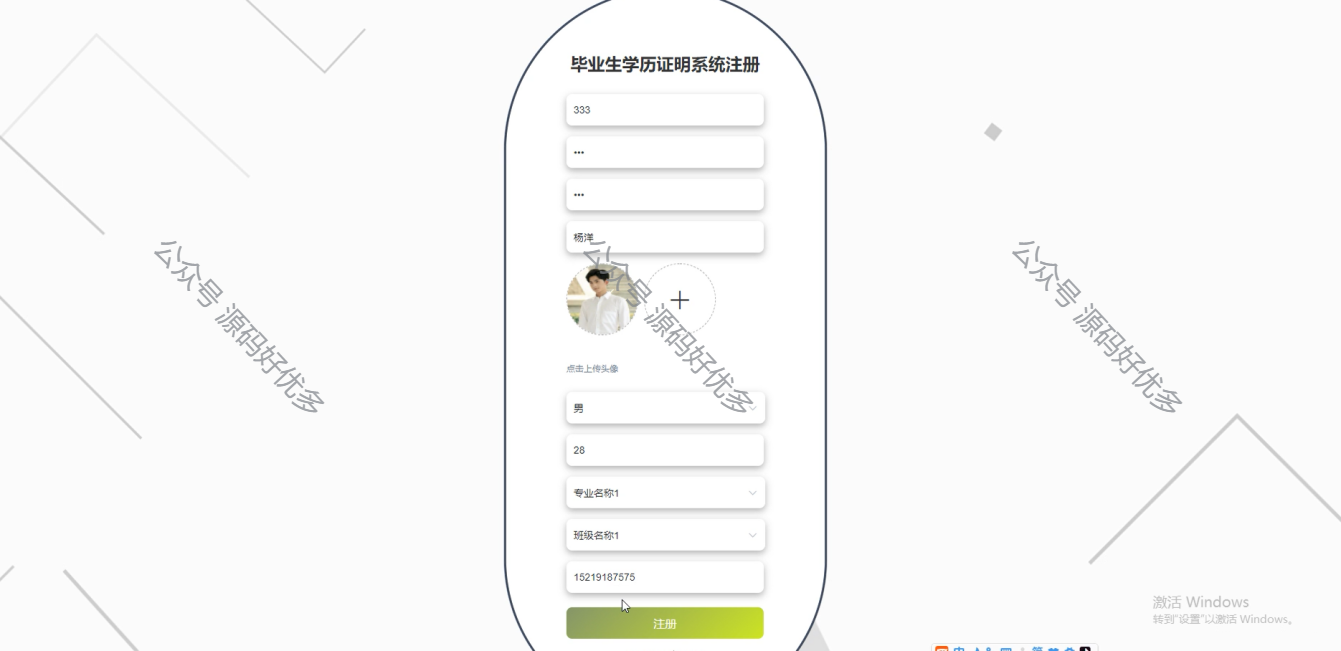 毕业生学历证明系统注册
333
•••
•••
杨洋
点击上传头像
男
28
专业名称1
班级名称1
15219187575
注册
公众号 源码好优多
公众号 源码好优多
公众号 源码好优多
激活 Windows
转到"设置"以激活 Windows。